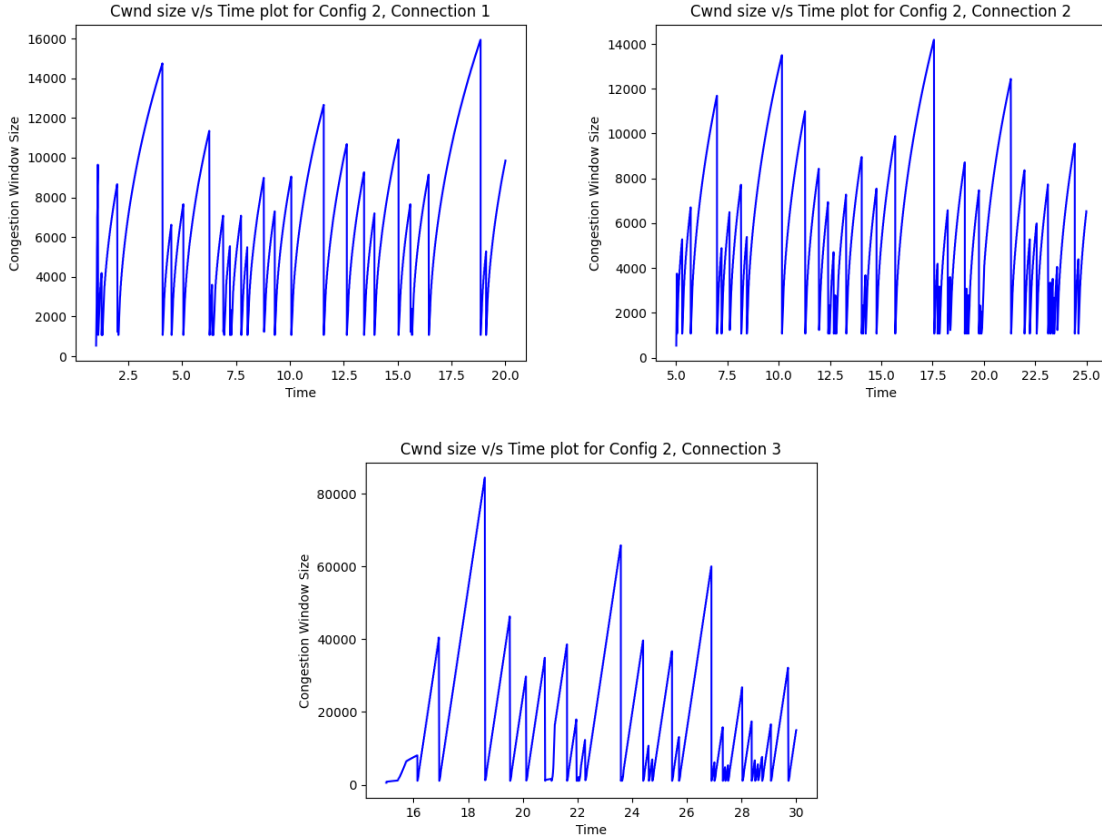 Cwnd size v/s Time plot for Config 2, Connection 1
16000
14000
12000
10000
8000
6000
4000
2000
0
Congestion Window Size
2.5 5.0 7.5 10.0 12.5 15.0 17.5 20.0
Time
Cwnd size v/s Time plot for Config 2, Connection 2
14000
12000
10000
8000
6000
4000
2000
0
Congestion Window Size
5.0 7.5 10.0 12.5 15.0 17.5 20.0 22.5 25.0
Time
Cwnd size v/s Time plot for Config 2, Connection 3
80000
60000
40000
20000
0
Congestion Window Size
16 18 20 22 24 26 28 30
Time